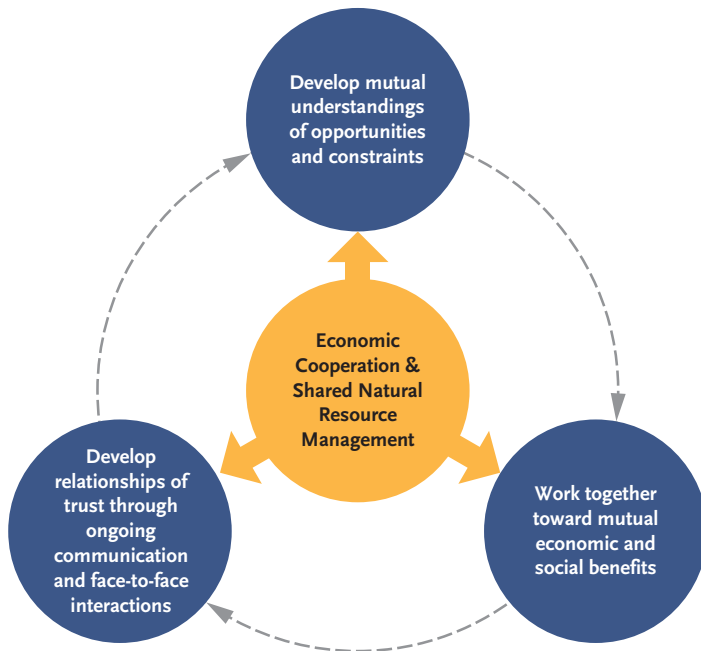 Develop mutual
understandings
of opportunities
and constraints
Economic
Cooperation &
Shared Natural
Resource
Management
Develop
relationships of
trust through
ongoing
communication
and face-to-face
interactions
Work together
toward mutual
economic and
social benefits